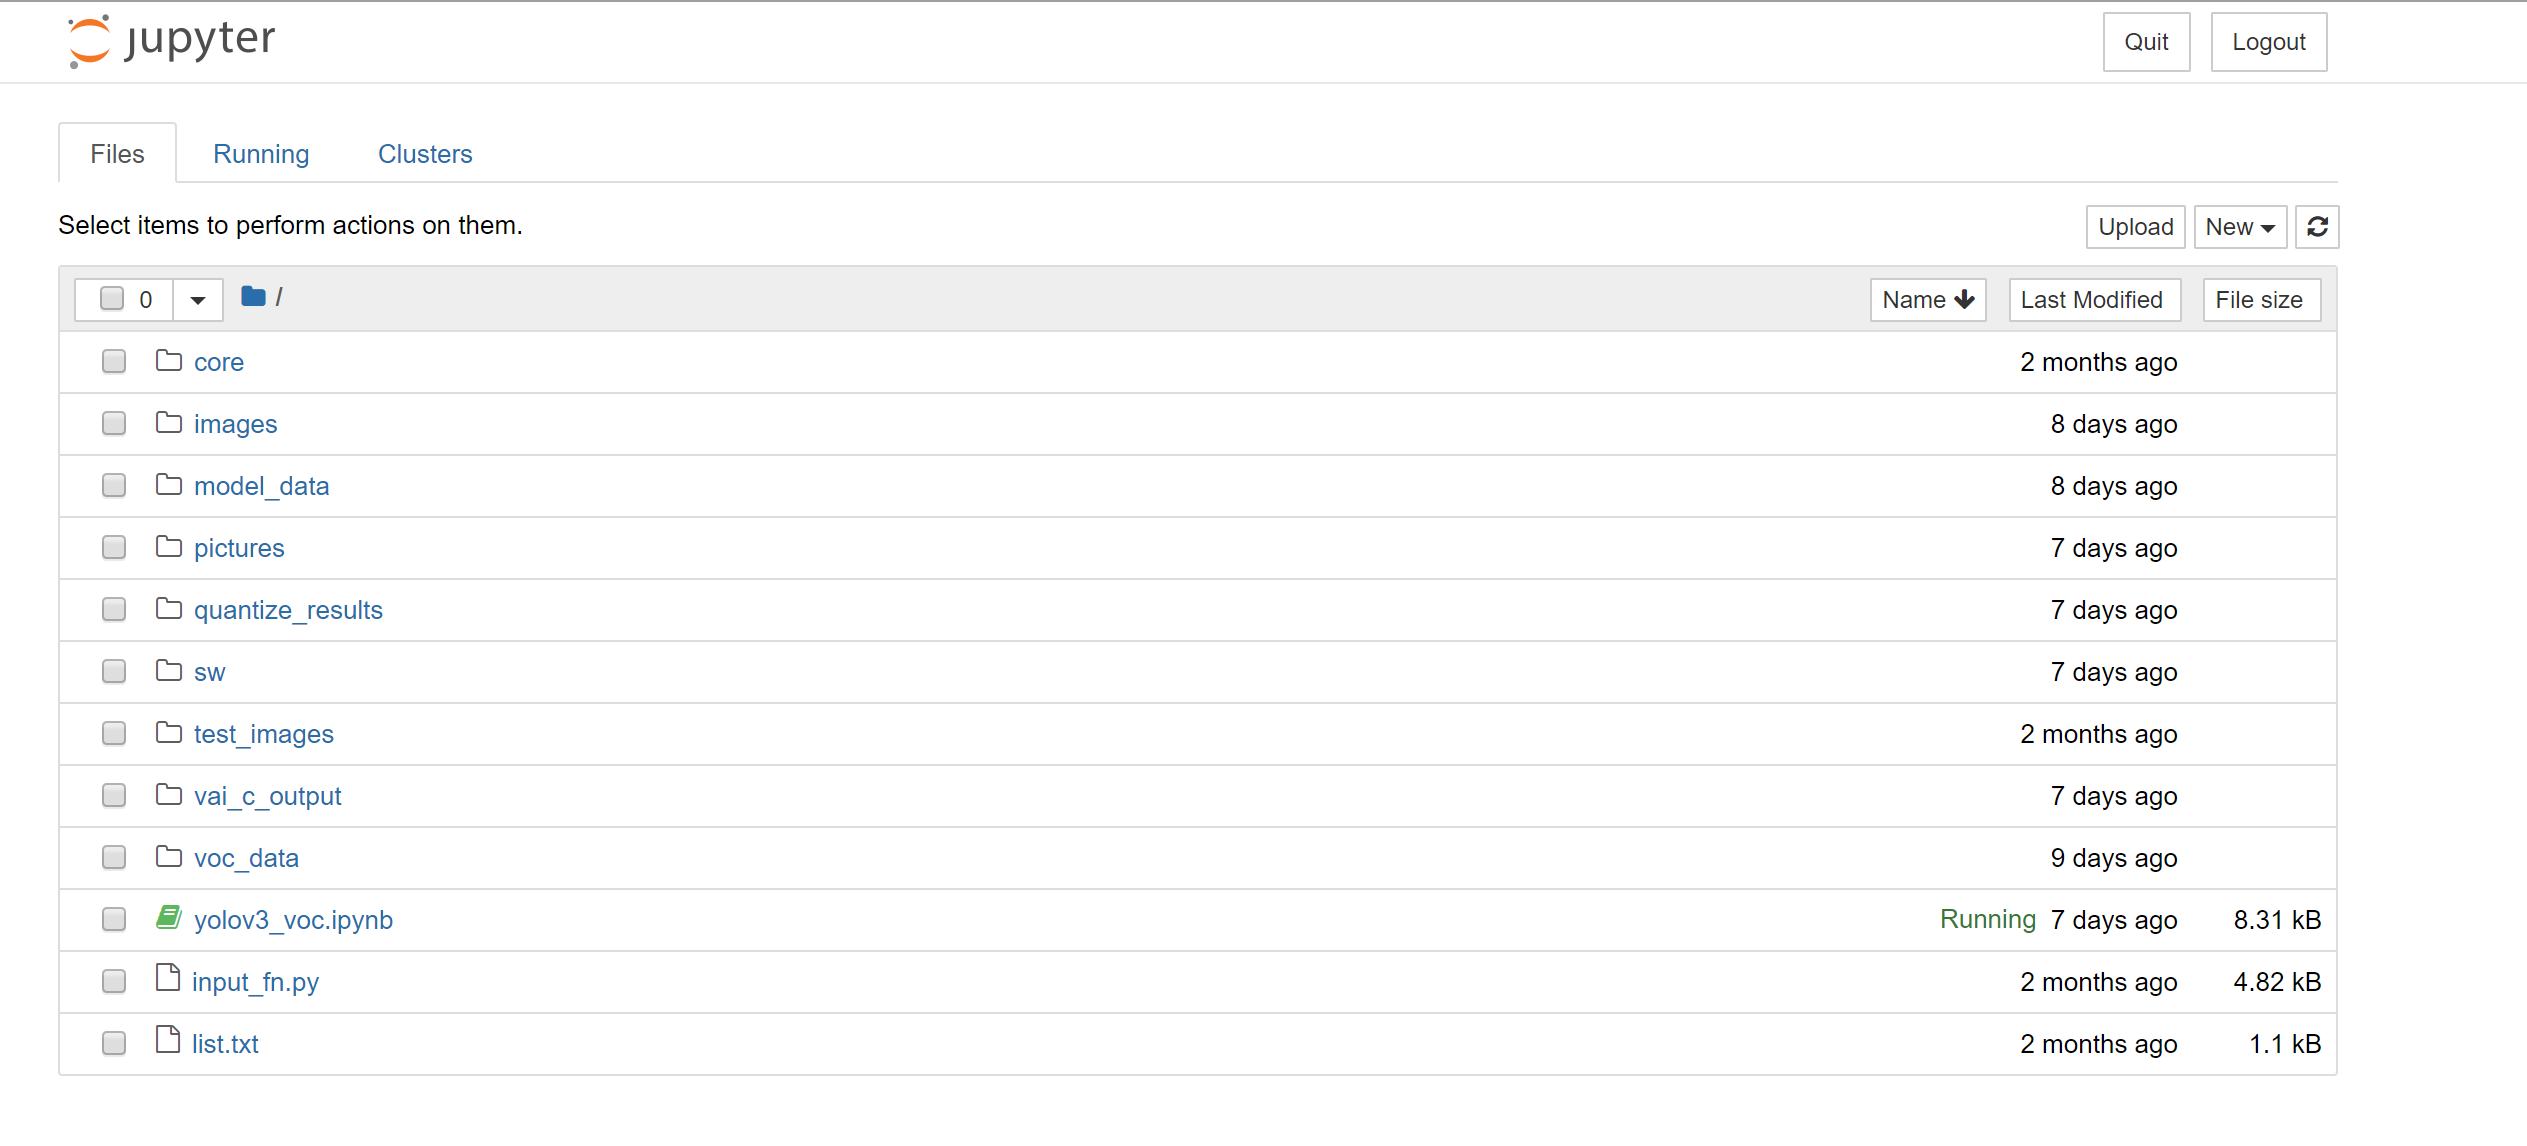 jupyter
Quit Logout
Files Running Clusters
Select items to perform actions on them.
Upload New
0 / Name Last Modified File size
core 2 months ago
images 8 days ago
model_data 8 days ago
pictures 7 days ago
quantize_results 7 days ago
sw 7 days ago
test_images 2 months ago
vai_c_output 7 days ago
voc_data 9 days ago
yolov3_voc.ipynb Running 7 days ago 8.31 kB
input_fn.py 2 months ago 4.82 kB
list.txt 2 months ago 1.1 kB